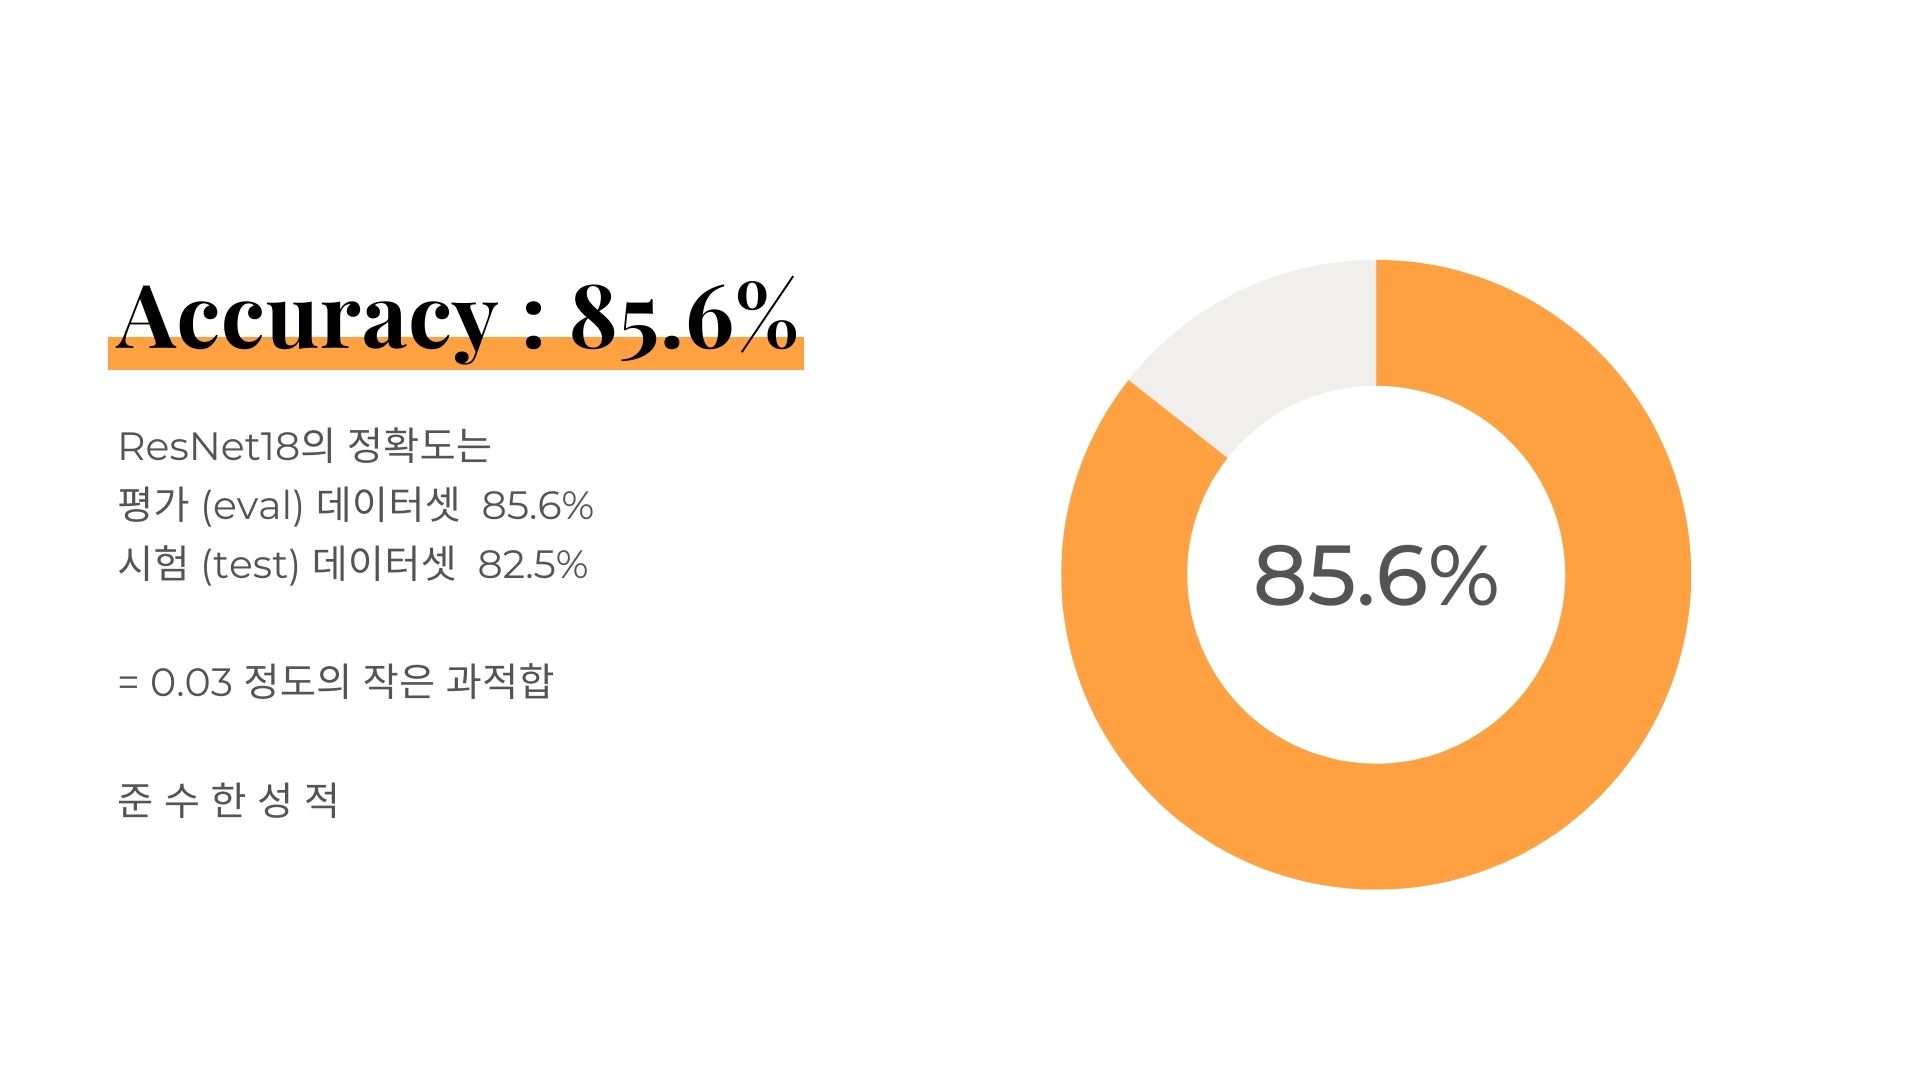 Accuracy : 85.6%
ResNet18의 정확도는
평가 (eval) 데이터셋  85.6%
시험 (test) 데이터셋  82.5%
= 0.03 정도의 작은 과적합
준 수 한 성 적
85.6%